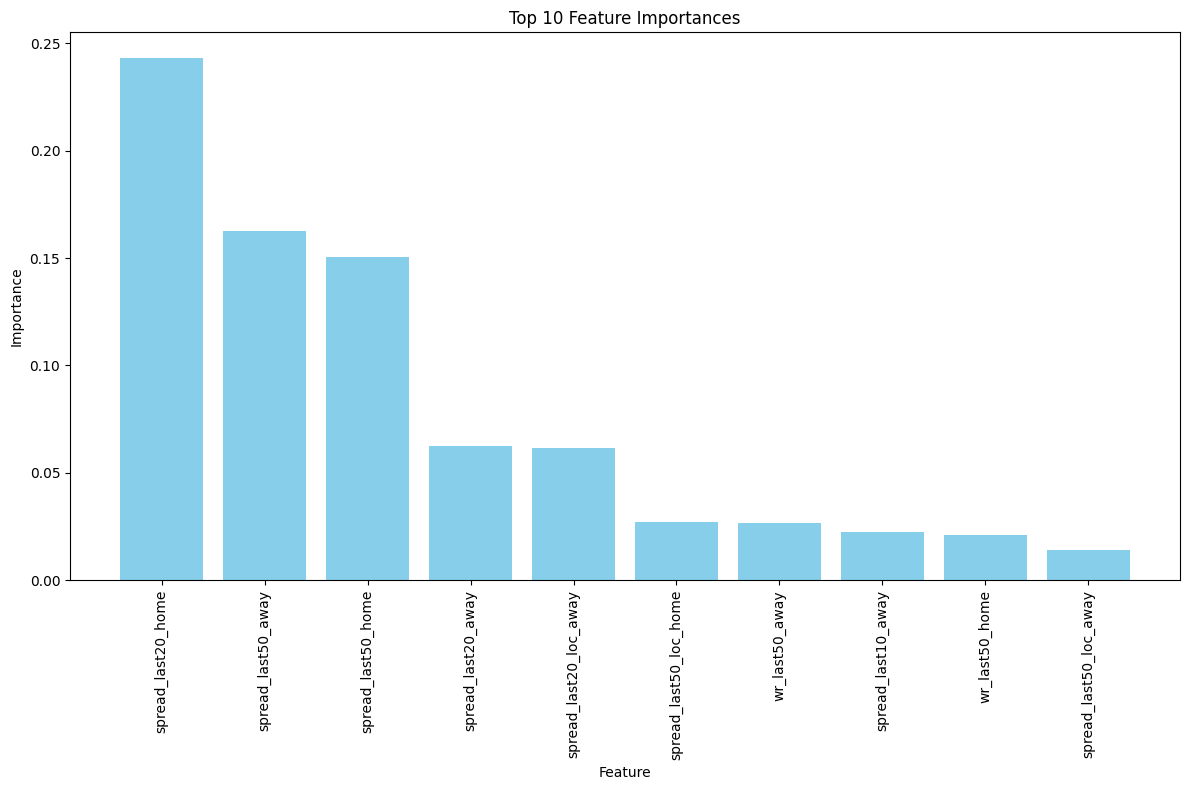 Top 10 Feature Importances
Importance
0.25
0.20
0.15
0.10
0.05
0.00
spread_last20_home
spread_last50_away
spread_last50_home
spread_last20_away
spread_last20_loc_away
spread_last50_loc_home
wr_last50_away
spread_last10_away
wr_last50_home
spread_last50_loc_away
Feature